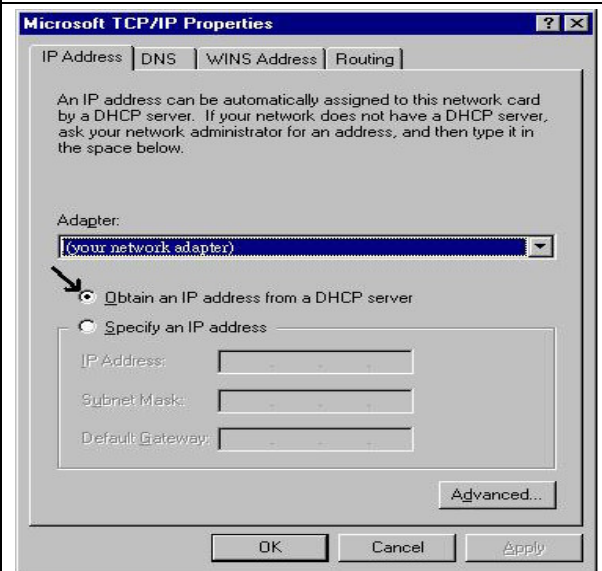 Microsoft TCP/IP Properties
IP Address DNS WINS Address Routing
An IP address can be automatically assigned to this network card
by a DHCP server. If your network does not have a DHCP server,
ask your network administrator for an address, and then type it in
the space below.
Adapter:
(your network adapter)
Obtain an IP address from a DHCP server
Specify an IP address
IP Address:
Subnet Mask:
Default Gateway:
Advanced...
OK Cancel Apply